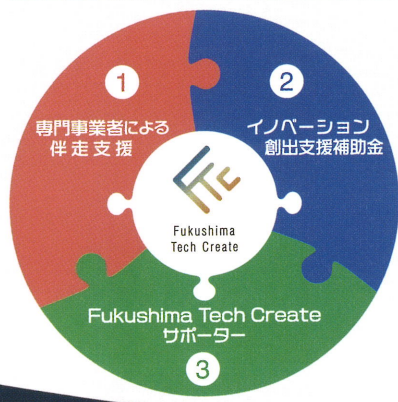 1
専門事業者による
伴走支援
2
イノベーション
創出支援補助金
FTC
Fukushima
Tech Create
Fukushima Tech Create
サポーター
3